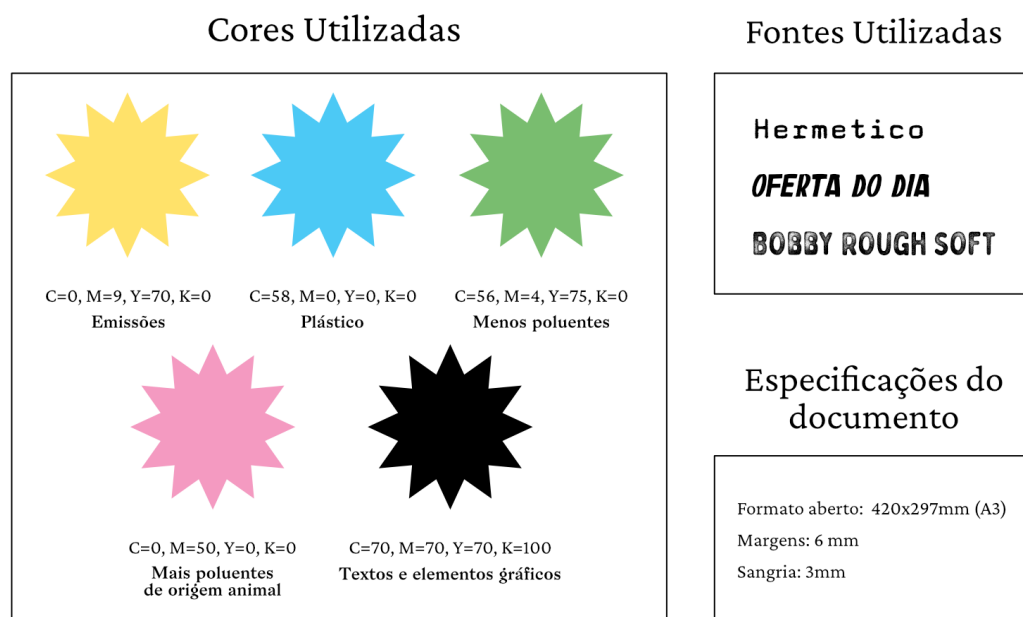 Cores Utilizadas
C=0, M=9, Y=70, K=0
Emissões
C=58, M=0, Y=0, K=0
Plástico
C=56, M=4, Y=75, K=0
Menos poluentes
C=0, M=50, Y=0, K=0
Mais poluentes
de origem animal
C=70, M=70, Y=70, K=100
Textos e elementos gráficos
Fontes Utilizadas
Hermetico
OFERTA DO DIA
BOBBY ROUGH SOFT
Especificações do
documento
Formato aberto: 420x297mm (A3)
Margens: 6 mm
Sangria: 3mm